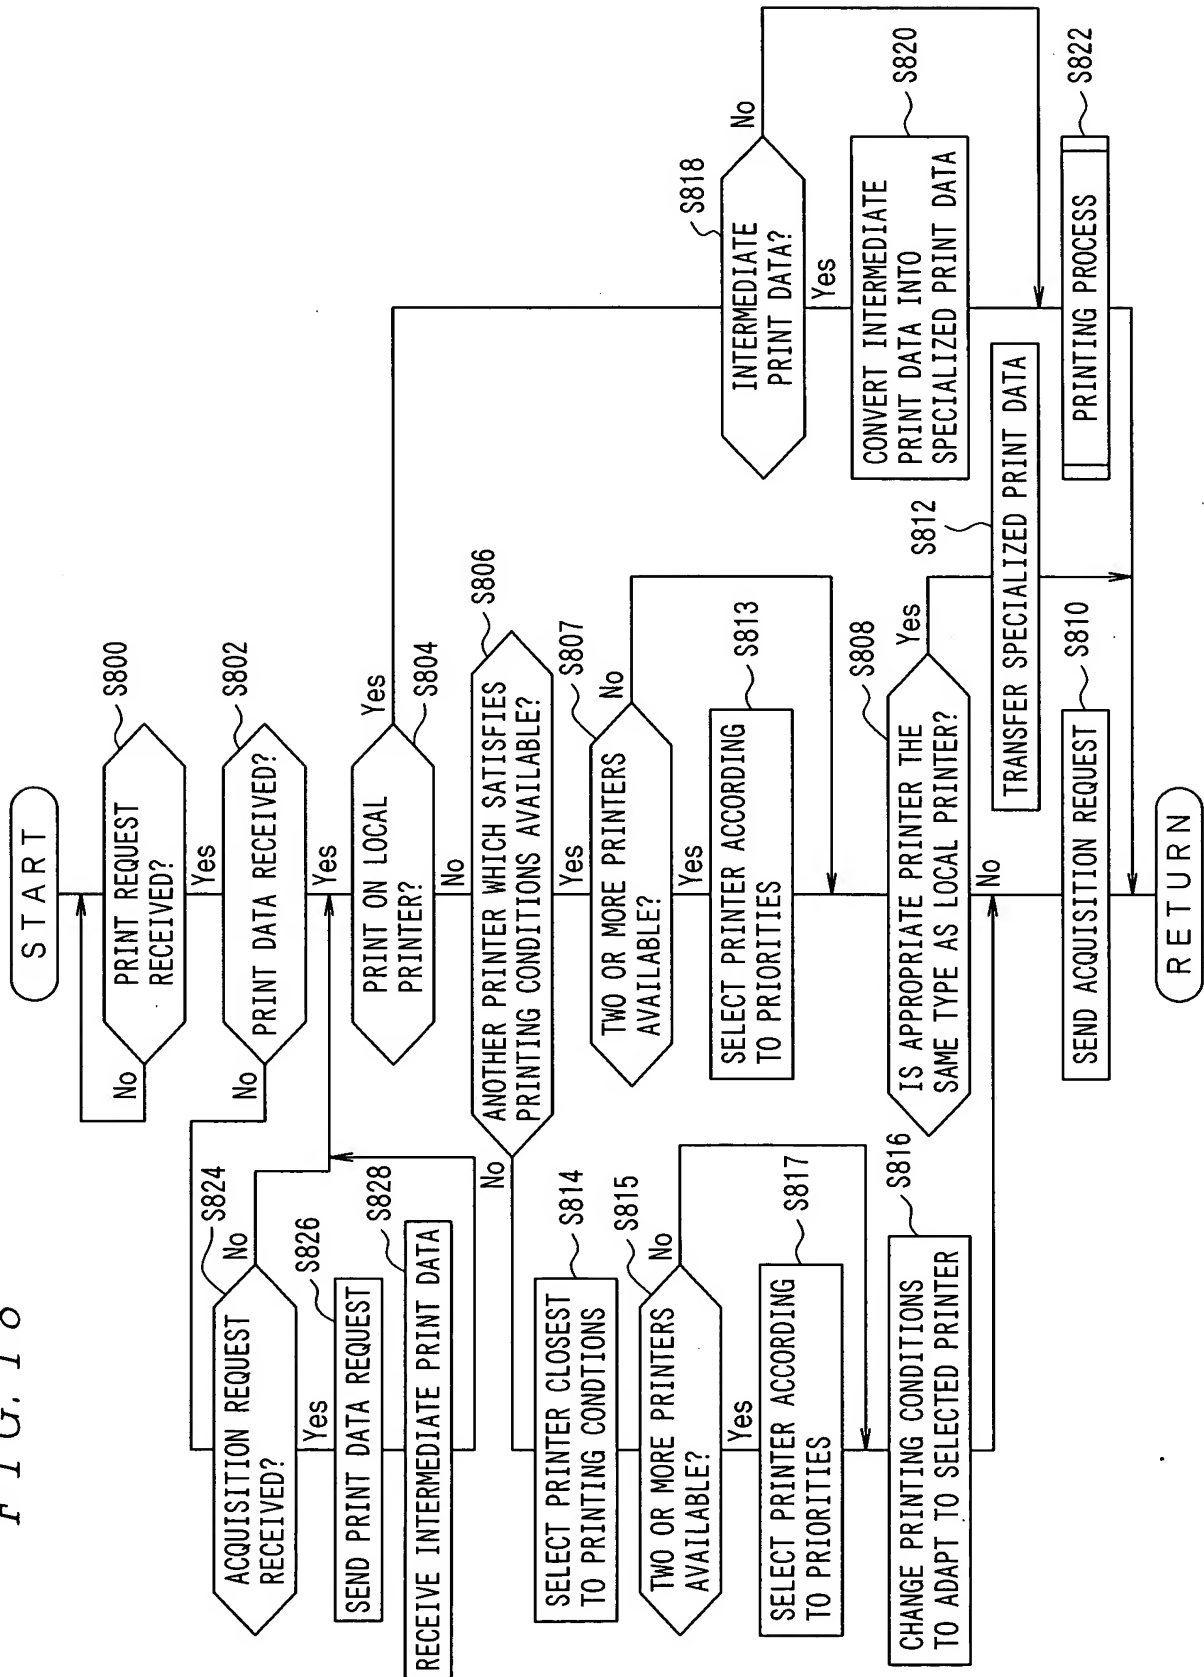 FIG. 18
START
PRINT REQUEST
RECEIVED?
S800
No
Yes
PRINT DATA RECEIVED?
S802
No
Yes
ACQUISITION REQUEST
RECEIVED?
S824
No
Yes
SEND PRINT DATA REQUEST
S826
RECEIVE INTERMEDIATE PRINT DATA
S828
PRINT ON LOCAL
PRINTER?
S804
Yes
No
ANOTHER PRINTER WHICH SATISFIES
PRINTING CONDITIONS AVAILABLE?
S806
No
Yes
TWO OR MORE PRINTERS
AVAILABLE?
S807
No
Yes
SELECT PRINTER ACCORDING
TO PRIORITIES
S813
IS APPROPRIATE PRINTER THE
SAME TYPE AS LOCAL PRINTER?
S808
Yes
No
TRANSFER SPECIALIZED PRINT DATA
S812
SEND ACQUISITION REQUEST
S810
SELECT PRINTER CLOSEST
TO PRINTING CONDTIONS
S814
TWO OR MORE PRINTERS
AVAILABLE?
S815
No
Yes
SELECT PRINTER ACCORDING
TO PRIORITIES
S817
CHANGE PRINTING CONDITIONS
TO ADAPT TO SELECTED PRINTER
S816
INTERMEDIATE
PRINT DATA?
S818
No
Yes
CONVERT INTERMEDIATE
PRINT DATA INTO
SPECIALIZED PRINT DATA
S820
PRINTING PROCESS
S822
RETURN